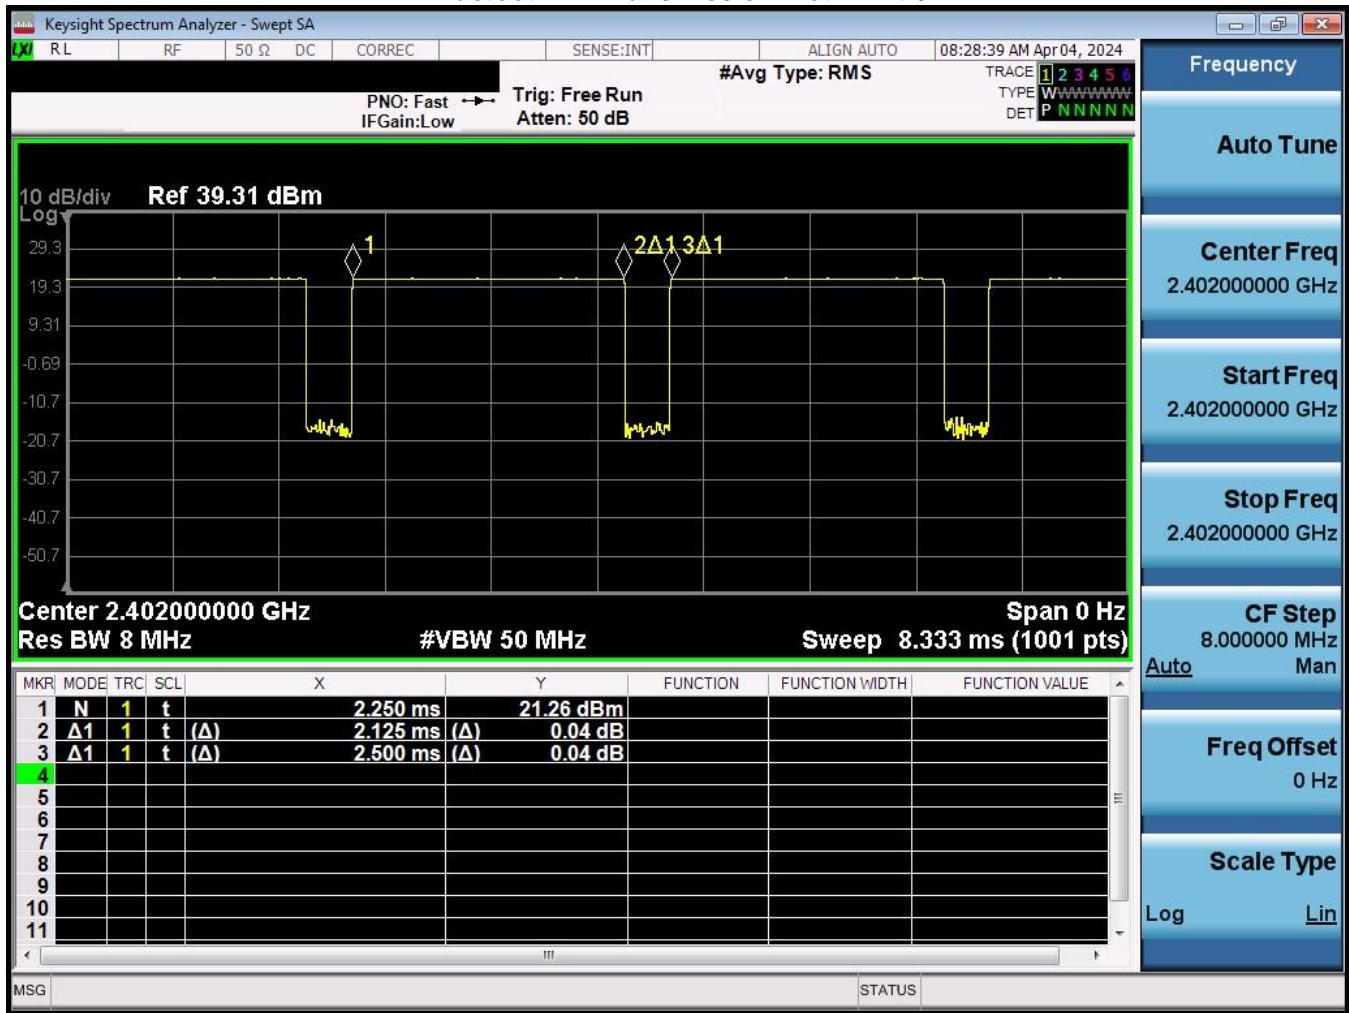 Keysight Spectrum Analyzer - Swept SA
LXI RL RF 50 Ω DC CORREC SENSE:INT ALIGN AUTO 08:28:39 AM Apr 04, 2024
PNO: Fast
IFGain:Low
Trig: Free Run
Atten: 50 dB
#Avg Type: RMS
TRACE 1 2 3 4 5 6
TYPE WWWWWW
DET P N N N N N
10 dB/div Ref 39.31 dBm
Log
29.3
19.3
9.31
-0.69
-10.7
-20.7
-30.7
-40.7
-50.7
1
2Δ1 3Δ1
Center 2.402000000 GHz Span 0 Hz
Res BW 8 MHz #VBW 50 MHz Sweep 8.333 ms (1001 pts)
MKR MODE TRC SCL X Y FUNCTION FUNCTION WIDTH FUNCTION VALUE
1 N 1 t 2.250 ms 21.26 dBm
2 Δ1 1 t (Δ) 2.125 ms (Δ) 0.04 dB
3 Δ1 1 t (Δ) 2.500 ms (Δ) 0.04 dB
4
5
6
7
8
9
10
11
MSG STATUS
Frequency
Auto Tune
Center Freq
2.402000000 GHz
Start Freq
2.402000000 GHz
Stop Freq
2.402000000 GHz
CF Step
8.000000 MHz
Auto Man
Freq Offset
0 Hz
Scale Type
Log Lin